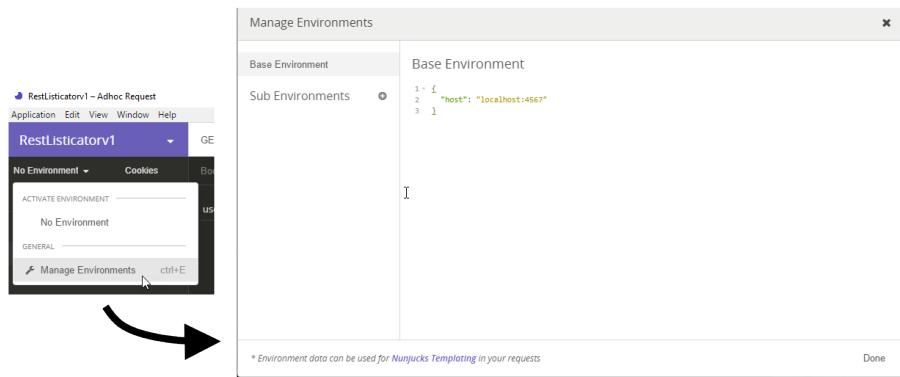 RestListicatorv1 – Adhoc Request
Application Edit View Window Help
RestListicatorv1
GE
No Environment
Cookies
ACTIVATE ENVIRONMENT
No Environment
GENERAL
Manage Environments ctrl+E
Manage Environments
Base Environment
Sub Environments
Base Environment
1 {
2 "host": "localhost:4567"
3 }
* Environment data can be used for Nunjucks Templating in your requests
Done